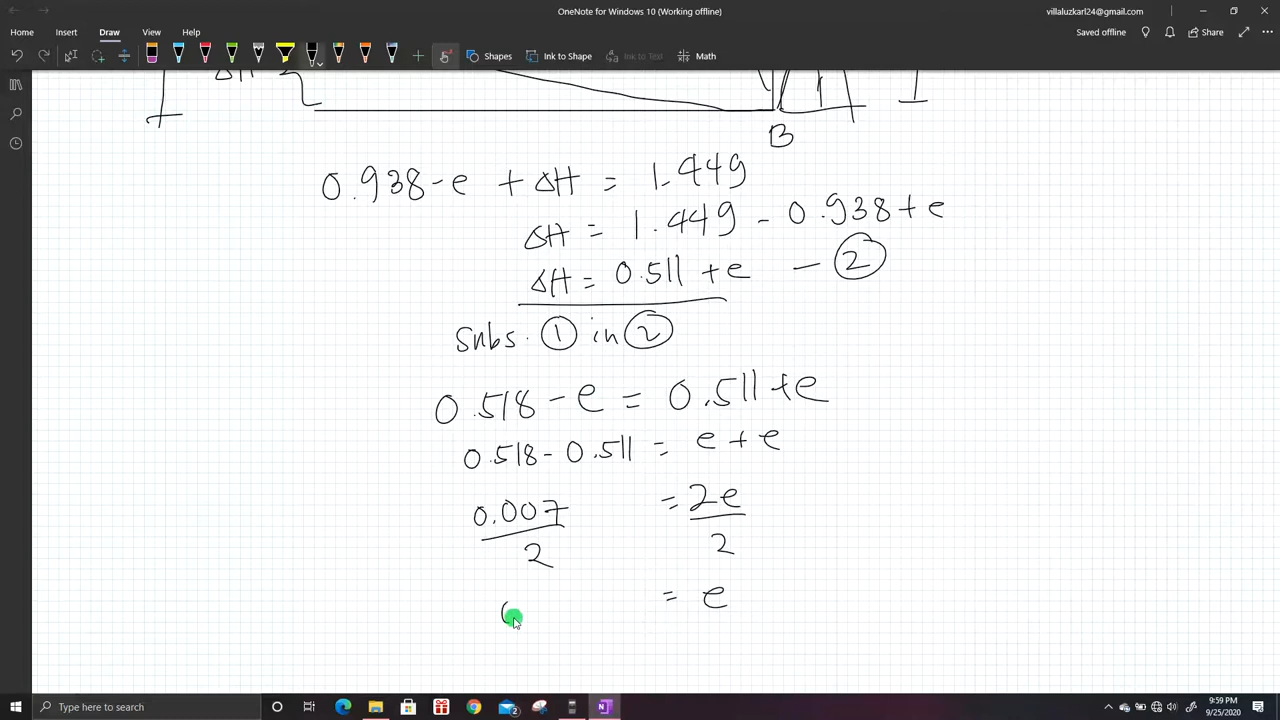 OneNote for Windows 10 (Working offline)
villaluzkarl24@gmail.com
Home Insert Draw View Help
Saved offline
Share
Shapes
Ink to Shape
Ink to Text
Math
ΔH
B
0.938 - e + ΔH = 1.449
ΔH = 1.449 - 0.938 + e
ΔH = 0.511 + e - 2
Subs. 1 in 2
0.518 - e = 0.511 + e
0.518 - 0.511 = e + e
0.007 = 2e
2 2
= e
Type here to search
2
9:59 PM
9/25/2020